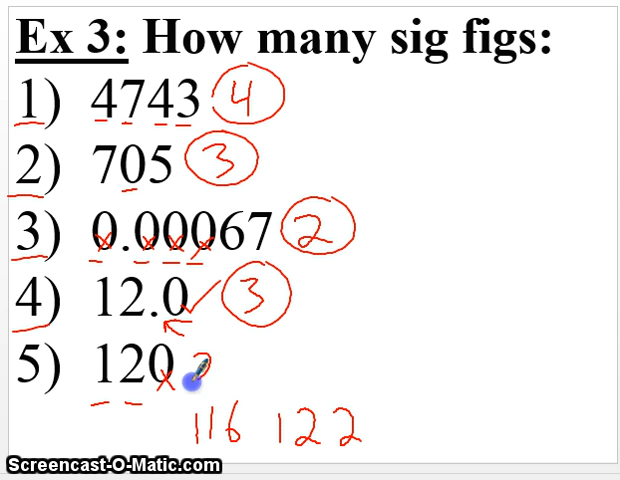 Ex 3: How many sig figs:
1) 4743 4
2) 705 3
3) 0.00067 2
4) 12.0 3
5) 120
116 122
Screencast-O-Matic.com